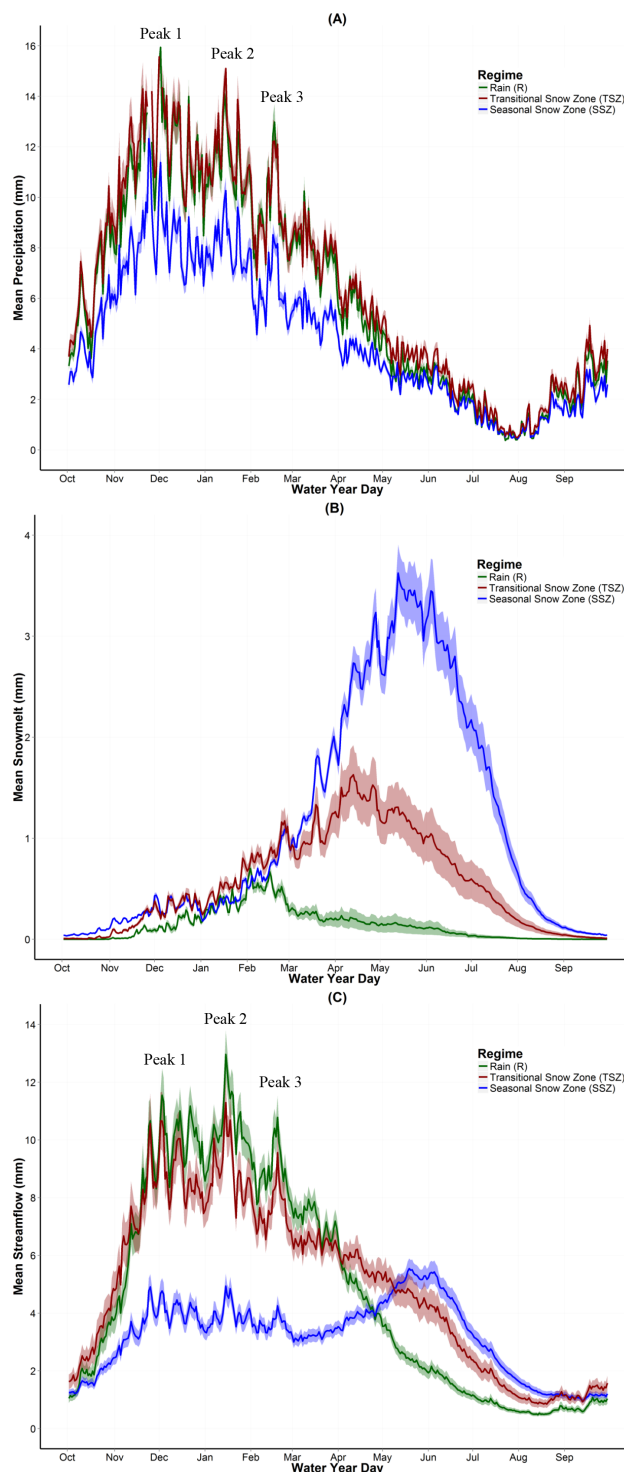 (A)
Peak 1
Peak 2
Peak 3
Regime
Rain (R)
Transitional Snow Zone (TSZ)
Seasonal Snow Zone (SSZ)
Mean Precipitation (mm)
16
14
12
10
8
6
4
2
0
Oct Nov Dec Jan Feb Mar Apr May Jun Jul Aug Sep
Water Year Day
(B)
Regime
Rain (R)
Transitional Snow Zone (TSZ)
Seasonal Snow Zone (SSZ)
Mean Snowmelt (mm)
4
3
2
1
0
Oct Nov Dec Jan Feb Mar Apr May Jun Jul Aug Sep
Water Year Day
(C)
Peak 1
Peak 2
Peak 3
Regime
Rain (R)
Transitional Snow Zone (TSZ)
Seasonal Snow Zone (SSZ)
Mean Streamflow (mm)
14
12
10
8
6
4
2
0
Oct Nov Dec Jan Feb Mar Apr May Jun Jul Aug Sep
Water Year Day